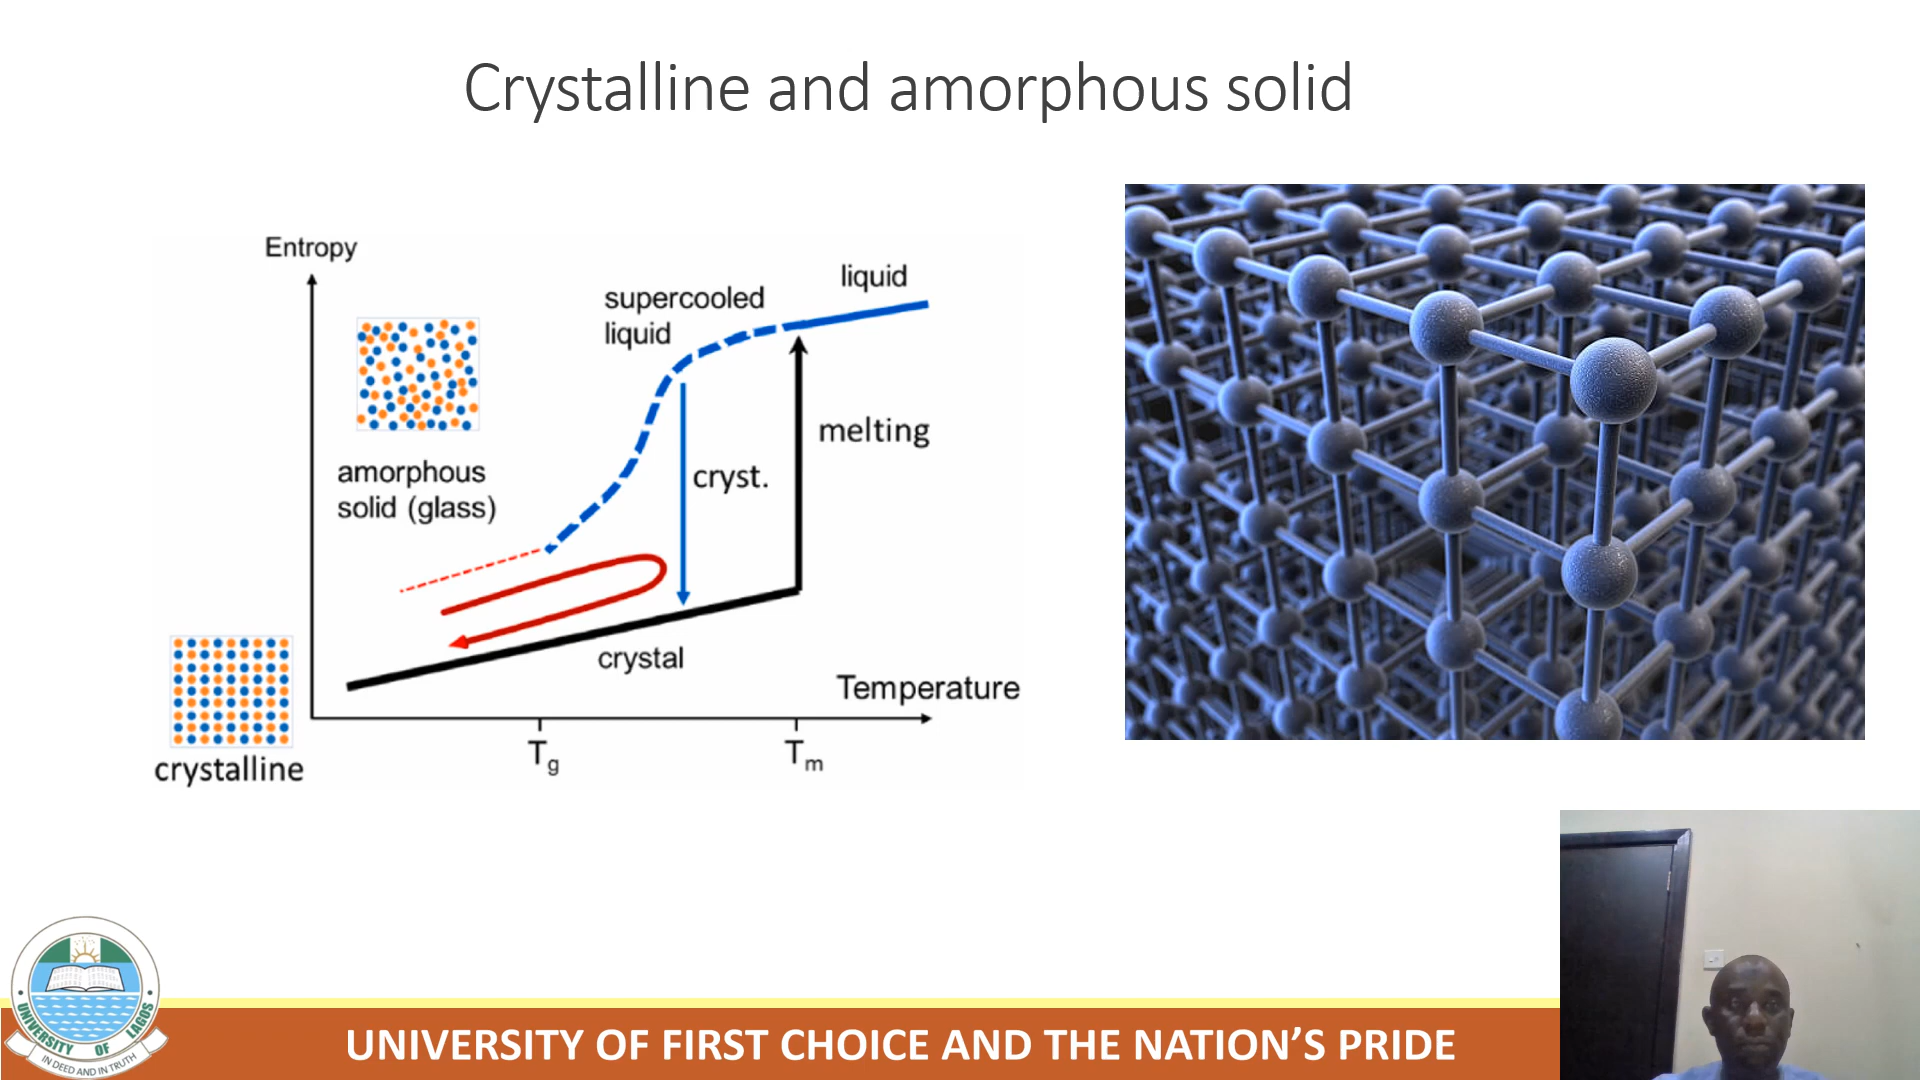 Crystalline and amorphous solid
Entropy
liquid
supercooled
liquid
melting
cryst.
amorphous
solid (glass)
crystal
Temperature
Tg
Tm
crystalline
UNIVERSITY OF LAGOS
IN DEED AND IN TRUTH
UNIVERSITY OF FIRST CHOICE AND THE NATION’S PRIDE